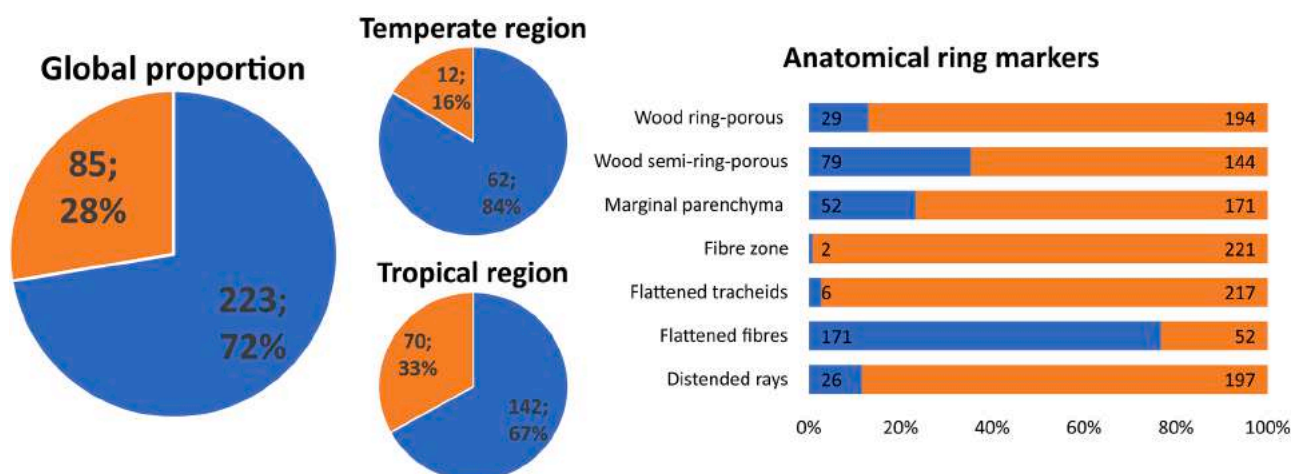 Global proportion
85;
28%
223;
72%
Temperate region
12;
16%
62;
84%
Tropical region
70;
33%
142;
67%
Anatomical ring markers
Wood ring-porous 29 194
Wood semi-ring-porous 79 144
Marginal parenchyma 52 171
Fibre zone 2 221
Flattened tracheids 6 217
Flattened fibres 171 52
Distended rays 26 197
0% 20% 40% 60% 80% 100%